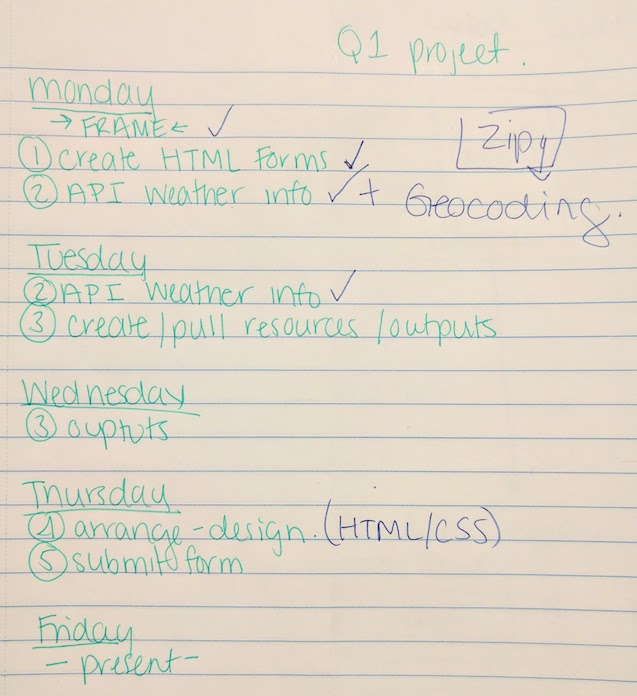 Q1 project.
Monday
→ FRAME ← ✓
① create HTML Forms ✓
Zipy
② API Weather info ✓ + Geocoding.
Tuesday
② API Weather info ✓
③ create/pull resources/outputs
Wednesday
③ ouptuts
Thursday
④ arrange-design. (HTML/CSS)
⑤ submit form
Friday
- present -